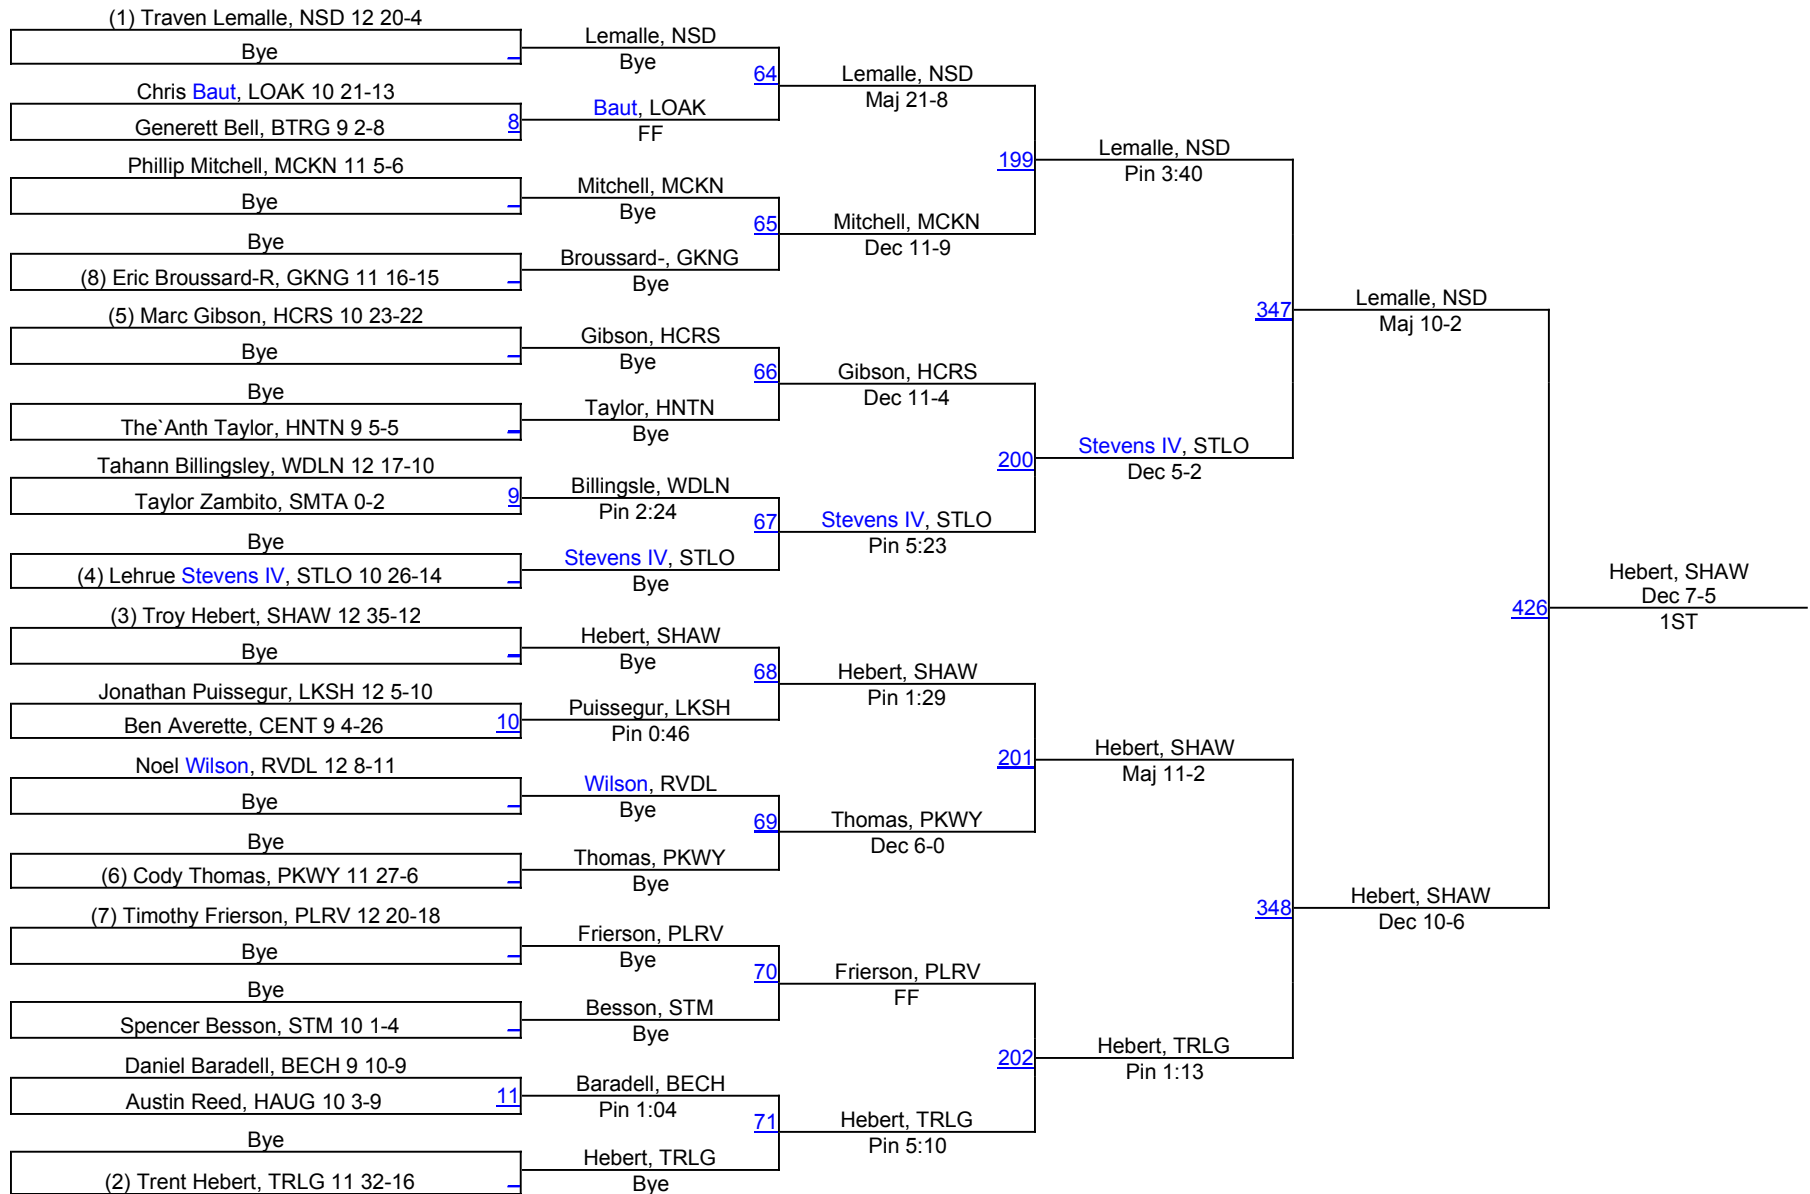 (1) Traven Lemalle, NSD 12 20-4
Bye
Chris Baut, LOAK 10 21-13
Generett Bell, BTRG 9 2-8
8
Phillip Mitchell, MCKN 11 5-6
Bye
Bye
(8) Eric Broussard-R, GKNG 11 16-15
(5) Marc Gibson, HCRS 10 23-22
Bye
Bye
The`Anth Taylor, HNTN 9 5-5
Tahann Billingsley, WDLN 12 17-10
Taylor Zambito, SMTA 0-2
9
Bye
(4) Lehrue Stevens IV, STLO 10 26-14
(3) Troy Hebert, SHAW 12 35-12
Bye
Jonathan Puissegur, LKSH 12 5-10
Ben Averette, CENT 9 4-26
10
Noel Wilson, RVDL 12 8-11
Bye
Bye
(6) Cody Thomas, PKWY 11 27-6
(7) Timothy Frierson, PLRV 12 20-18
Bye
Bye
Spencer Besson, STM 10 1-4
Daniel Baradell, BECH 9 10-9
Austin Reed, HAUG 10 3-9
11
Bye
(2) Trent Hebert, TRLG 11 32-16
Lemalle, NSD
Bye
64
Baut, LOAK
FF
Mitchell, MCKN
Bye
65
Broussard-, GKNG
Bye
Gibson, HCRS
Bye
66
Taylor, HNTN
Bye
Billingsle, WDLN
Pin 2:24
67
Stevens IV, STLO
Bye
Hebert, SHAW
Bye
68
Puissegur, LKSH
Pin 0:46
Wilson, RVDL
Bye
69
Thomas, PKWY
Bye
Frierson, PLRV
Bye
70
Besson, STM
Bye
Baradell, BECH
Pin 1:04
71
Hebert, TRLG
Bye
Lemalle, NSD
Maj 21-8
199
Mitchell, MCKN
Dec 11-9
Gibson, HCRS
Dec 11-4
200
Stevens IV, STLO
Pin 5:23
Hebert, SHAW
Pin 1:29
201
Thomas, PKWY
Dec 6-0
Frierson, PLRV
FF
202
Hebert, TRLG
Pin 5:10
Lemalle, NSD
Pin 3:40
347
Stevens IV, STLO
Dec 5-2
Hebert, SHAW
Maj 11-2
348
Hebert, TRLG
Pin 1:13
Lemalle, NSD
Maj 10-2
426
Hebert, SHAW
Dec 10-6
Hebert, SHAW
Dec 7-5
1ST